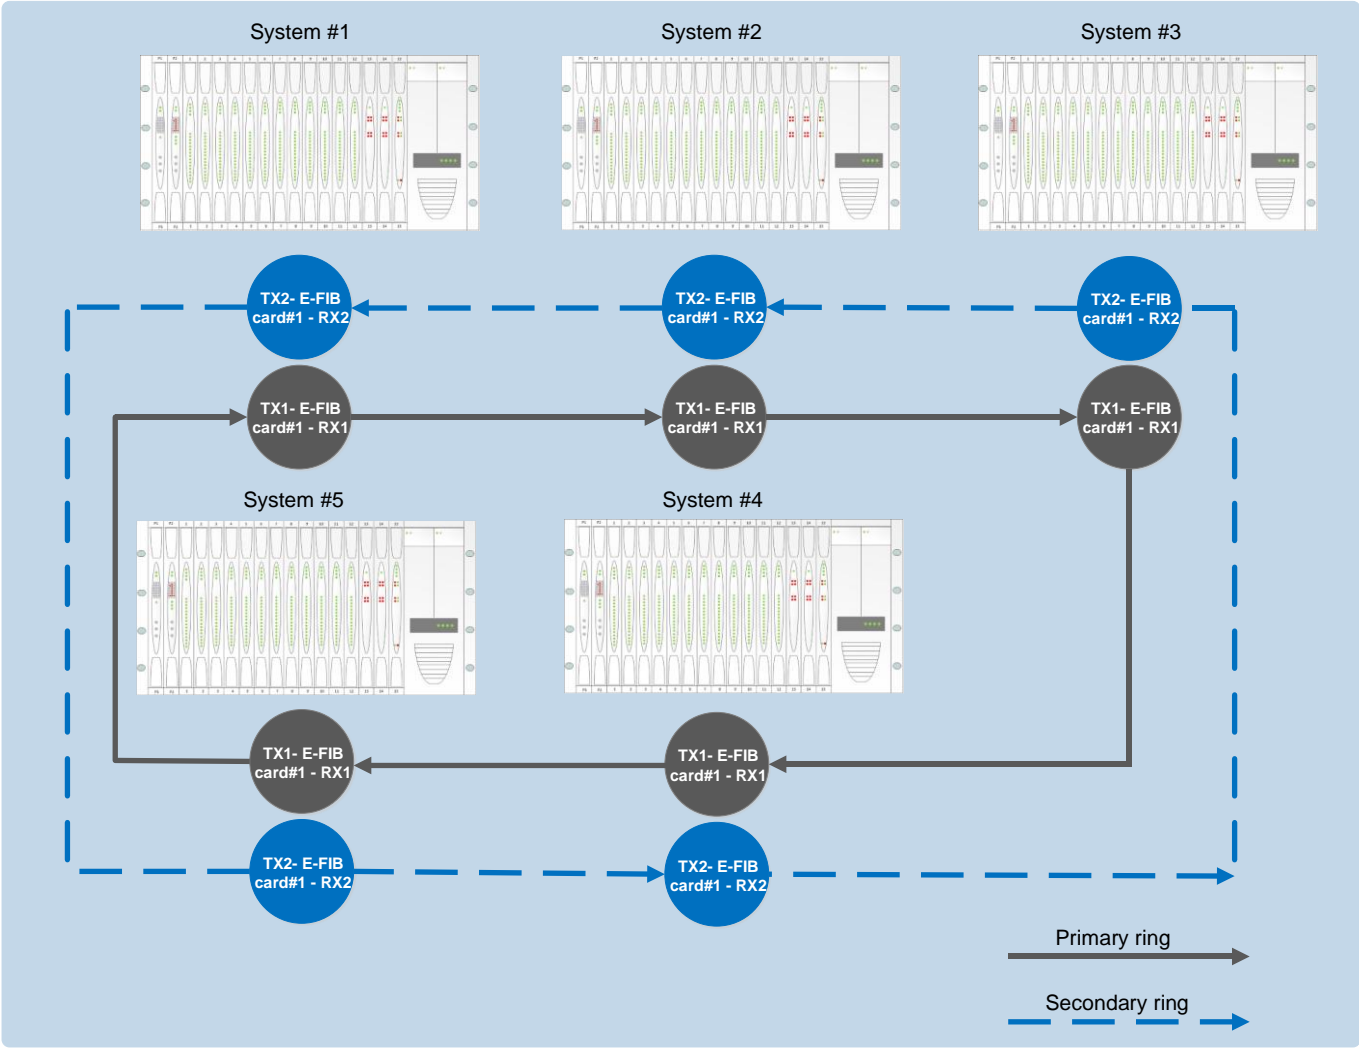 System #1
System #2
System #3
TX2- E-FIB
card#1 - RX2
TX2- E-FIB
card#1 - RX2
TX2- E-FIB
card#1 - RX2
TX1- E-FIB
card#1 - RX1
TX1- E-FIB
card#1 - RX1
TX1- E-FIB
card#1 - RX1
System #5
System #4
TX1- E-FIB
card#1 - RX1
TX1- E-FIB
card#1 - RX1
TX2- E-FIB
card#1 - RX2
TX2- E-FIB
card#1 - RX2
Primary ring
Secondary ring